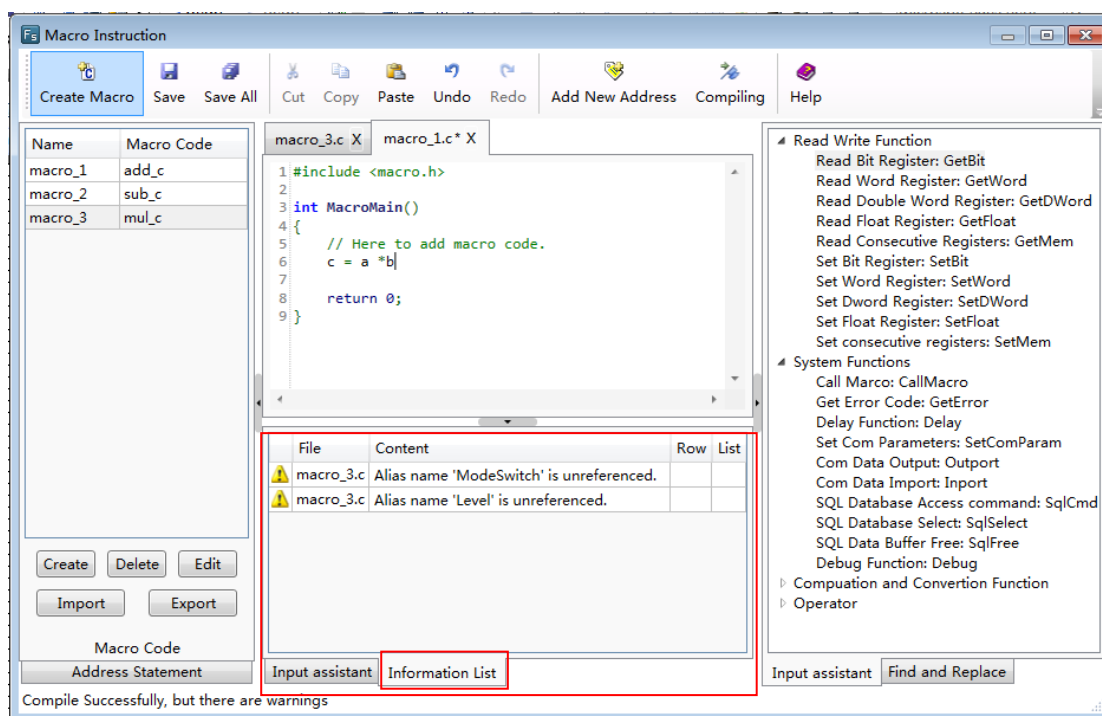 Fs Macro Instruction
Create Macro Save Save All Cut Copy Paste Undo Redo Add New Address Compiling Help
Name Macro Code
macro_1 add_c
macro_2 sub_c
macro_3 mul_c
Create Delete Edit
Import Export
Macro Code
Address Statement
macro_3.c X macro_1.c* X
1 #include <macro.h>
2
3 int MacroMain()
4 {
5 // Here to add macro code.
6 c = a *b
7
8 return 0;
9 }
File Content Row List
macro_3.c Alias name 'ModeSwitch' is unreferenced.
macro_3.c Alias name 'Level' is unreferenced.
Input assistant Information List
Read Write Function
Read Bit Register: GetBit
Read Word Register: GetWord
Read Double Word Register: GetDWord
Read Float Register: GetFloat
Read Consecutive Registers: GetMem
Set Bit Register: SetBit
Set Word Register: SetWord
Set Dword Register: SetDWord
Set Float Register: SetFloat
Set consecutive registers: SetMem
System Functions
Call Marco: CallMacro
Get Error Code: GetError
Delay Function: Delay
Set Com Parameters: SetComParam
Com Data Output: Outport
Com Data Import: Inport
SQL Database Access command: SqlCmd
SQL Database Select: SqlSelect
SQL Data Buffer Free: SqlFree
Debug Function: Debug
Compuation and Convertion Function
Operator
Input assistant Find and Replace
Compile Successfully, but there are warnings